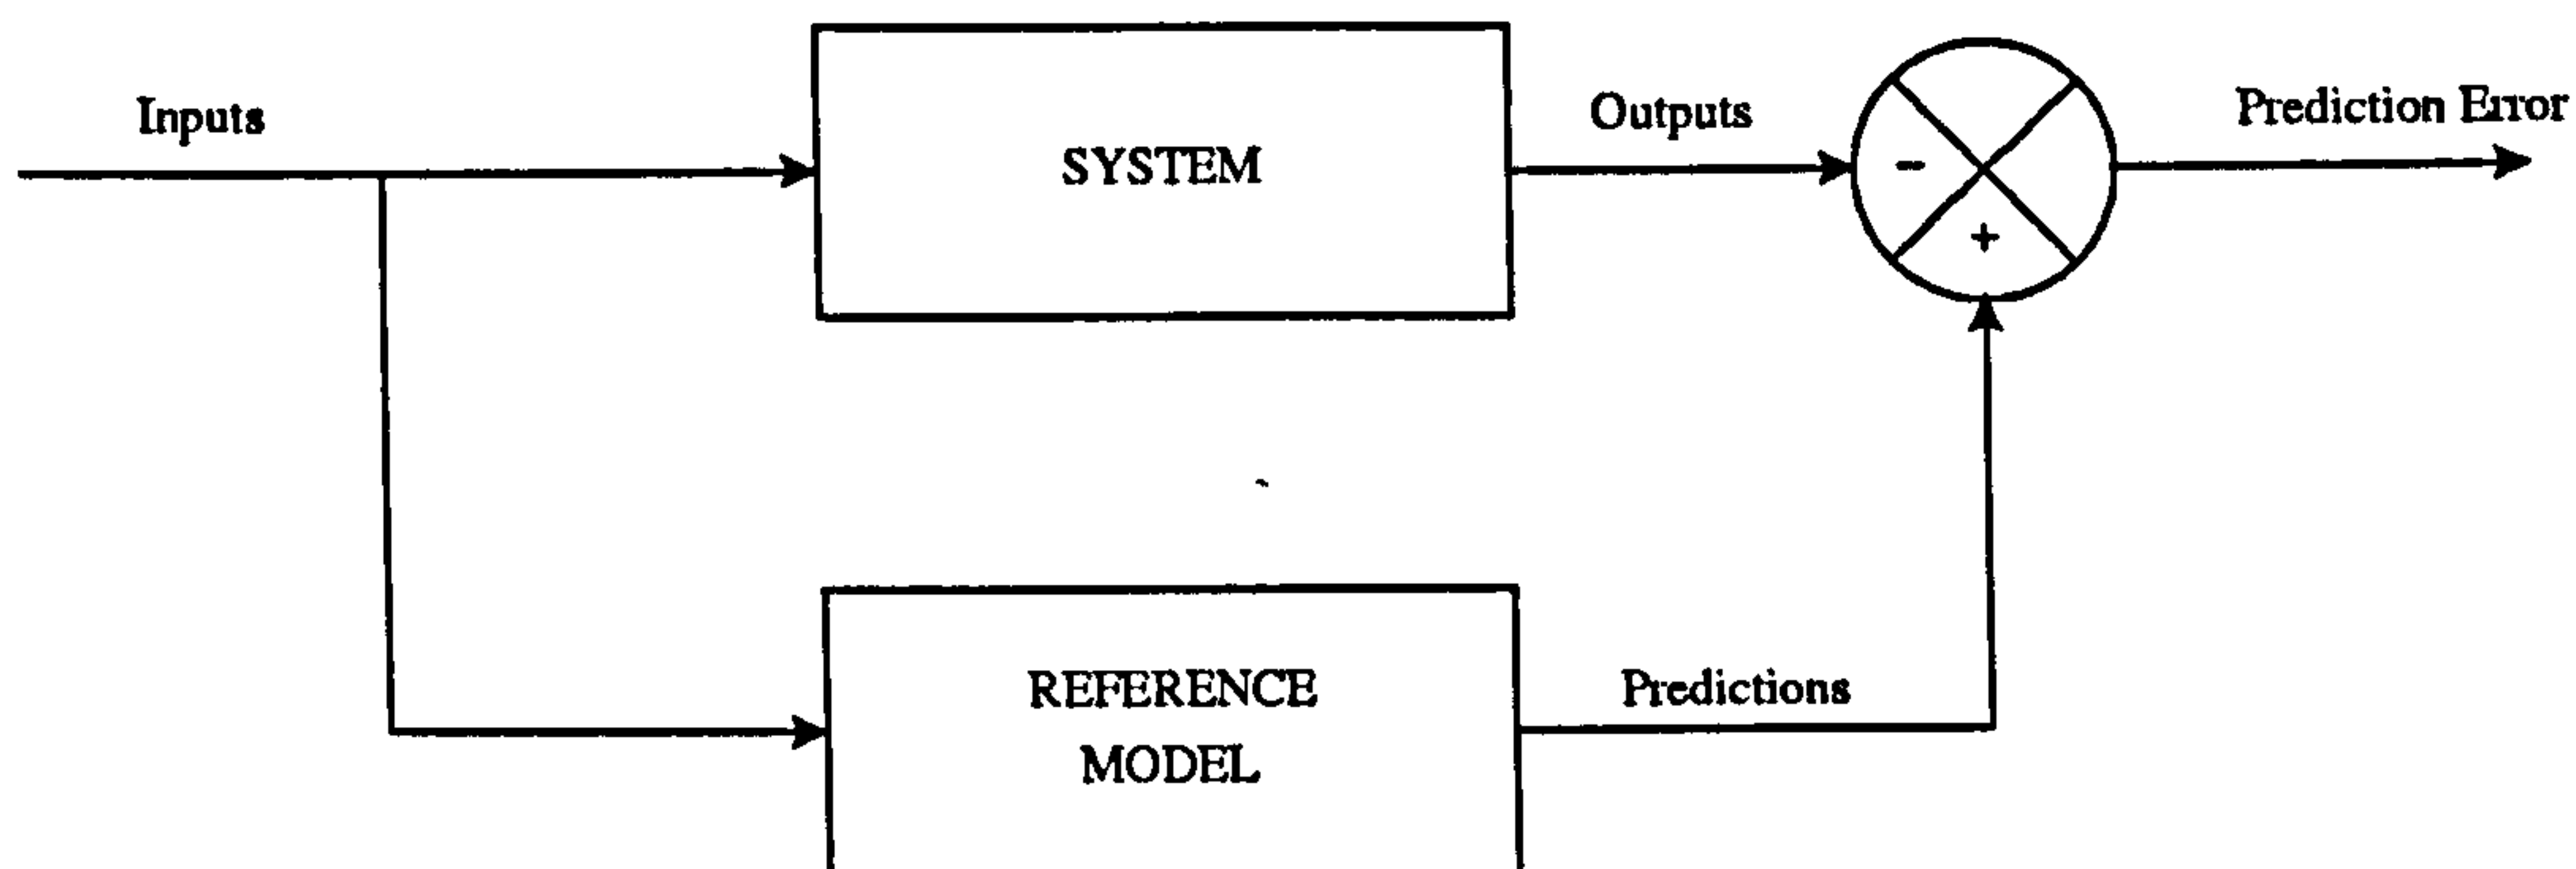 Inputs
SYSTEM
Outputs
-
+
Prediction Error
REFERENCE
MODEL
Predictions